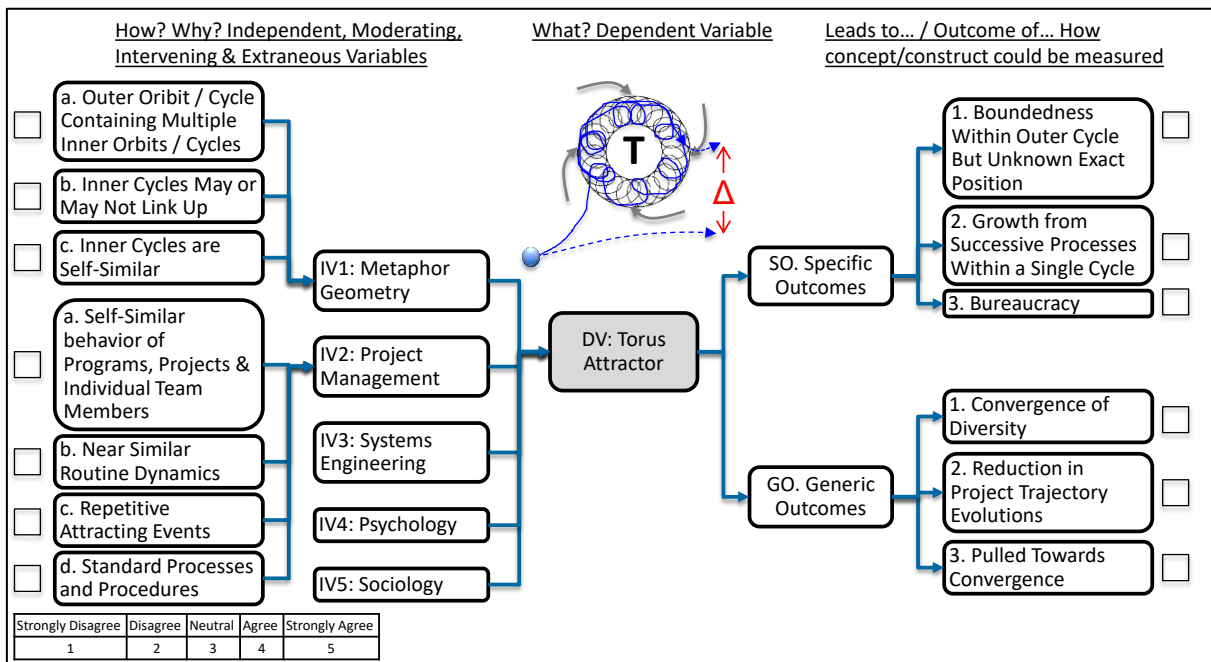 How? Why? Independent, Moderating,
Intervening & Extraneous Variables
What? Dependent Variable
Leads to… / Outcome of… How
concept/construct could be measured
a. Outer Oribit / Cycle
Containing Multiple
Inner Orbits / Cycles
b. Inner Cycles May or
May Not Link Up
c. Inner Cycles are
Self-Similar
a. Self-Similar
behavior of
Programs, Projects &
Individual Team
Members
b. Near Similar
Routine Dynamics
c. Repetitive
Attracting Events
d. Standard Processes
and Procedures
IV1: Metaphor
Geometry
IV2: Project
Management
IV3: Systems
Engineering
IV4: Psychology
IV5: Sociology
T
Δ
DV: Torus
Attractor
SO. Specific
Outcomes
GO. Generic
Outcomes
1. Boundedness
Within Outer Cycle
But Unknown Exact
Position
2. Growth from
Successive Processes
Within a Single Cycle
3. Bureaucracy
1. Convergence of
Diversity
2. Reduction in
Project Trajectory
Evolutions
3. Pulled Towards
Convergence
Strongly Disagree Disagree Neutral Agree Strongly Agree
1 2 3 4 5